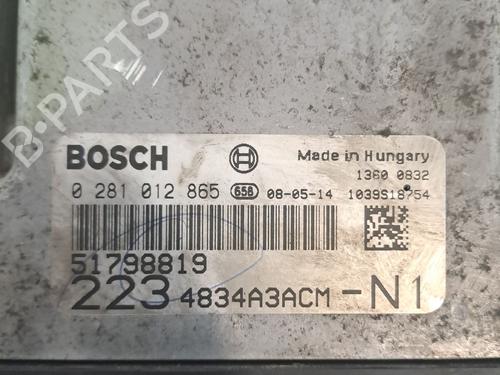 B-PARTS
BOSCH
Made in Hungary
1360 0832
0 281 012 865 658 08-05-14 1039S18754
51798819
223 4834A3ACM -N1